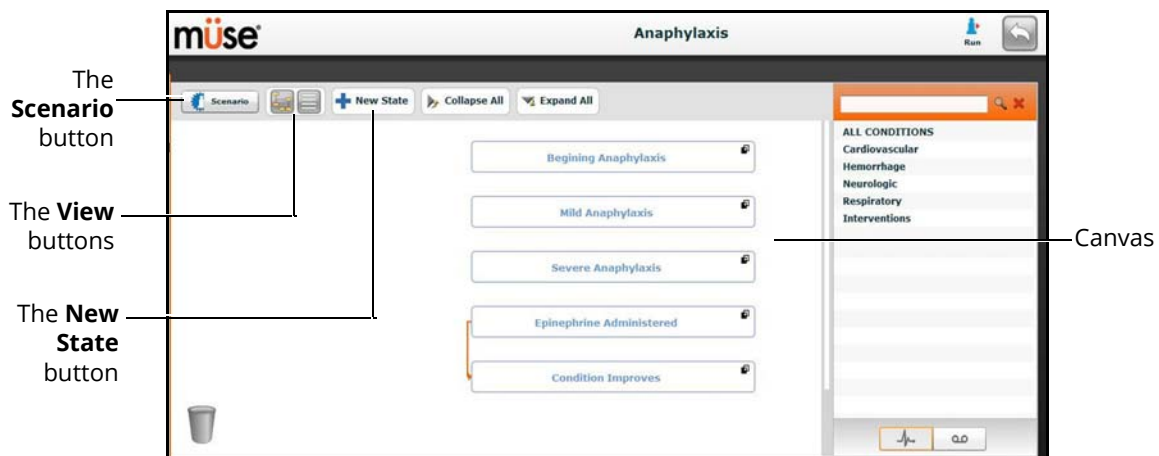 müse
Anaphylaxis
Run
The
Scenario
button
Scenario
New State
Collapse All
Expand All
ALL CONDITIONS
Cardiovascular
Hemorrhage
Neurologic
Respiratory
Interventions
Begining Anaphylaxis
Mild Anaphylaxis
Severe Anaphylaxis
Epinephrine Administered
Condition Improves
The View
buttons
Canvas
The New
State
button